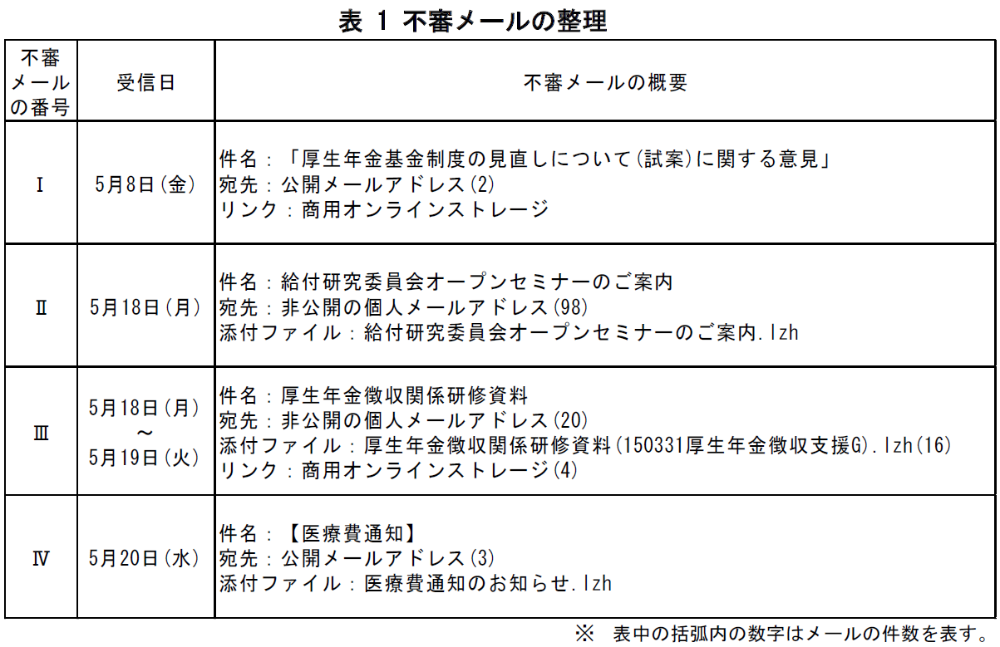 表 1 不審メールの整理
不審
メール
の番号
受信日
不審メールの概要
Ⅰ
5月8日(金)
件名：「厚生年金基金制度の見直しについて(試案)に関する意見」
宛先：公開メールアドレス(2)
リンク：商用オンラインストレージ
Ⅱ
5月18日(月)
件名：給付研究委員会オープンセミナーのご案内
宛先：非公開の個人メールアドレス(98)
添付ファイル：給付研究委員会オープンセミナーのご案内.lzh
Ⅲ
5月18日(月)
～
5月19日(火)
件名：厚生年金徴収関係研修資料
宛先：非公開の個人メールアドレス(20)
添付ファイル：厚生年金徴収関係研修資料(150331厚生年金徴収支援G).lzh(16)
リンク：商用オンラインストレージ(4)
Ⅳ
5月20日(水)
件名：【医療費通知】
宛先：公開メールアドレス(3)
添付ファイル：医療費通知のお知らせ.lzh
※ 表中の括弧内の数字はメールの件数を表す。